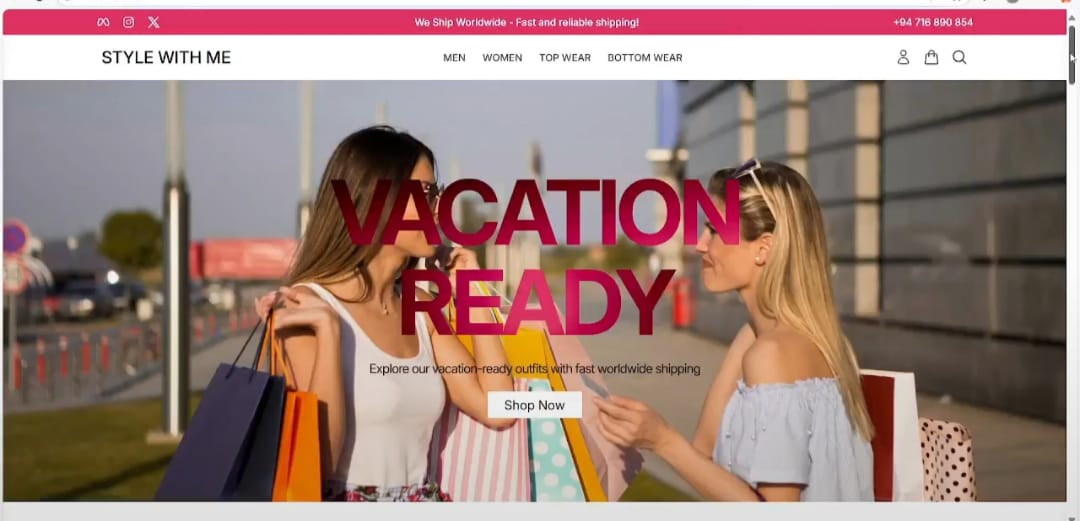 We Ship Worldwide - Fast and reliable shipping!
+94 716 890 854
STYLE WITH ME
MEN
WOMEN
TOP WEAR
BOTTOM WEAR
VACATION
READY
Explore our vacation-ready outfits with fast worldwide shipping
Shop Now